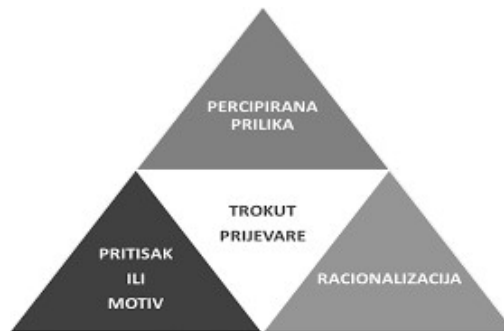 PERCIPIRANA
PRILIKA
TROKUT
PRIJEVARE
PRITISAK
ILI
MOTIV
RACIONALIZACIJA